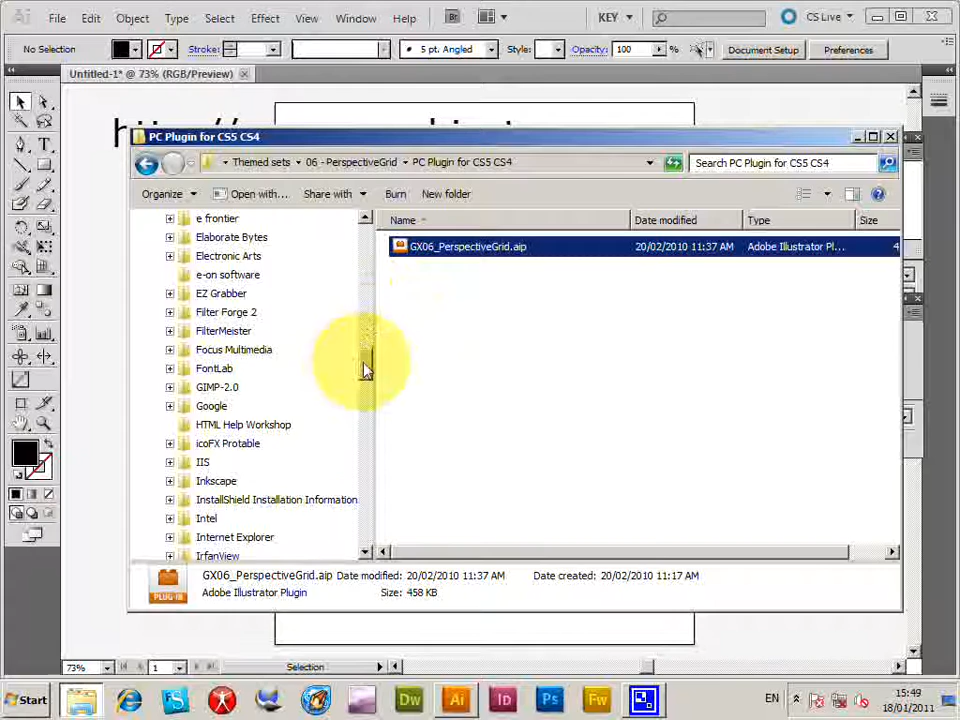 Ai File Edit Object Type Select Effect View Window Help Br KEY CS Live
No Selection Stroke: 5 pt. Angled Style: Opacity: 100 % Document Setup Preferences
Untitled-1* @ 73% (RGB/Preview)
PC Plugin for CS5 CS4
Themed sets 06 - PerspectiveGrid PC Plugin for CS5 CS4 Search PC Plugin for CS5 CS4
Organize Open with... Share with Burn New folder
Name Date modified Type Size
e frontier
GX06_PerspectiveGrid.aip 20/02/2010 11:37 AM Adobe Illustrator Pl... 4
Elaborate Bytes
Electronic Arts
e-on software
EZ Grabber
Filter Forge 2
FilterMeister
Focus Multimedia
FontLab
GIMP-2.0
Google
HTML Help Workshop
icoFX Protable
IIS
Inkscape
InstallShield Installation Information
Intel
Internet Explorer
IrfanView
GX06_PerspectiveGrid.aip Date modified: 20/02/2010 11:37 AM Date created: 20/02/2010 11:17 AM
Adobe Illustrator Plugin Size: 458 KB
PLUG-IN
73% 1 Selection
Start Dw Ai Id Ps Fw EN 15:49
18/01/2011